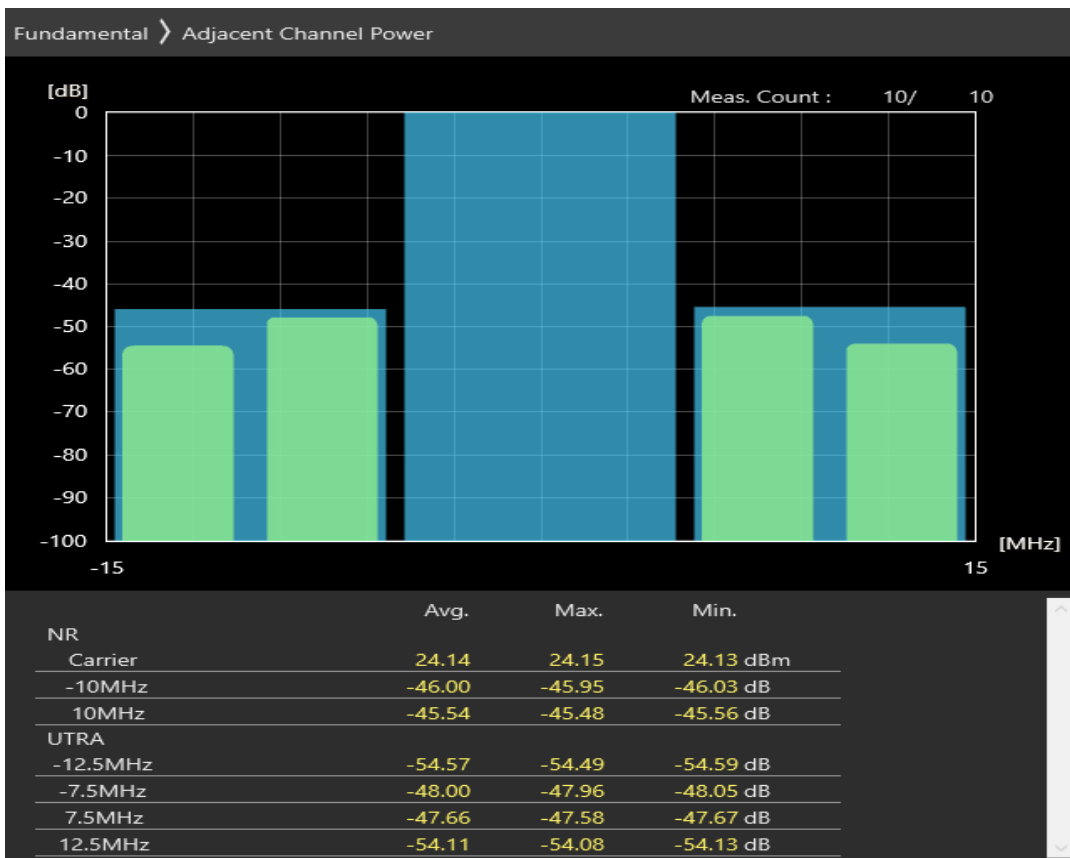 Fundamental 〉 Adjacent Channel Power
[dB]
Meas. Count : 10/ 10
0
-10
-20
-30
-40
-50
-60
-70
-80
-90
-100
[MHz]
-15 15
Avg. Max. Min.
NR
Carrier 24.14 24.15 24.13 dBm
-10MHz -46.00 -45.95 -46.03 dB
10MHz -45.54 -45.48 -45.56 dB
UTRA
-12.5MHz -54.57 -54.49 -54.59 dB
-7.5MHz -48.00 -47.96 -48.05 dB
7.5MHz -47.66 -47.58 -47.67 dB
12.5MHz -54.11 -54.08 -54.13 dB